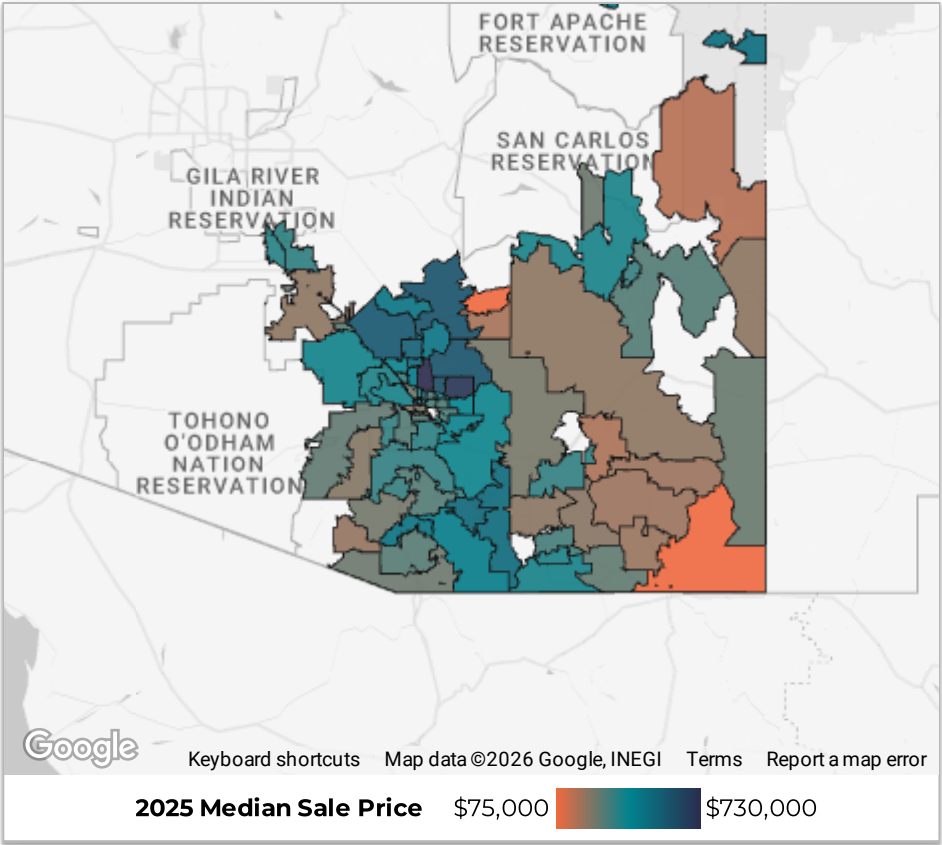 FORT APACHE
RESERVATION
SAN CARLOS
RESERVATION
GILA RIVER
INDIAN
RESERVATION
TOHONO
O'ODHAM
NATION
RESERVATION
Google
Keyboard shortcuts
Map data ©2026 Google, INEGI
Terms
Report a map error
2025 Median Sale Price
$75,000
$730,000